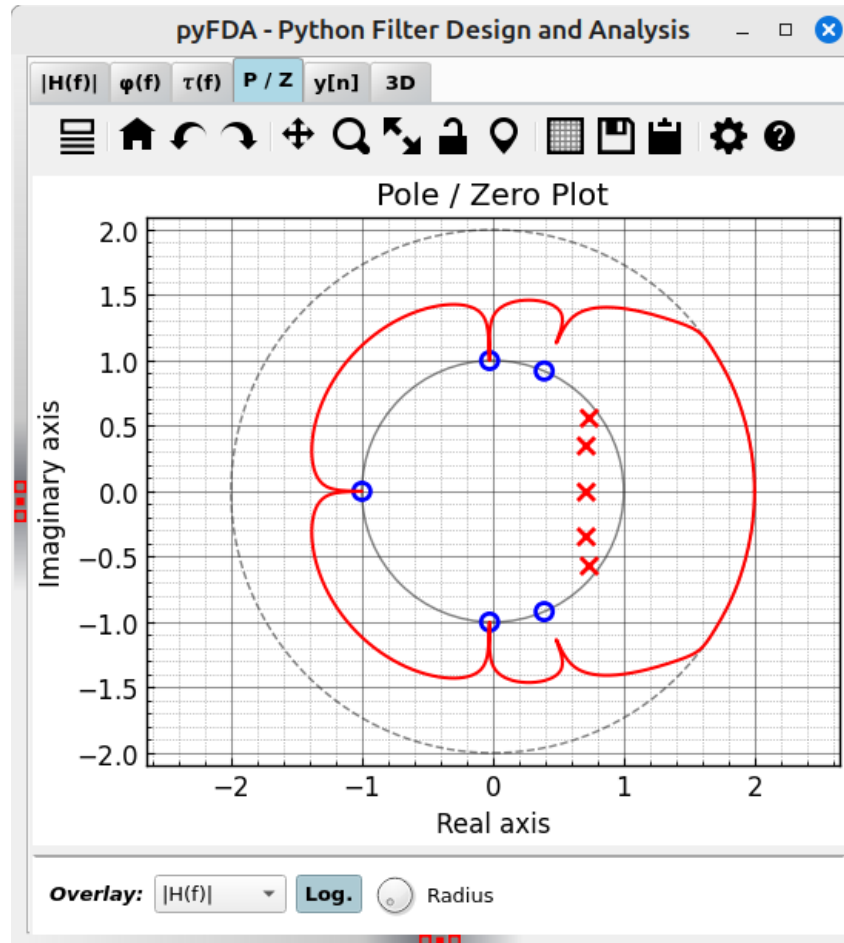 pyFDA - Python Filter Design and Analysis
|H(f)| φ(f) τ(f) P / Z y[n] 3D
Pole / Zero Plot
2.0
1.5
1.0
0.5
0.0
−0.5
−1.0
−1.5
−2.0
Imaginary axis
−2 −1 0 1 2
Real axis
Overlay: |H(f)| Log. Radius